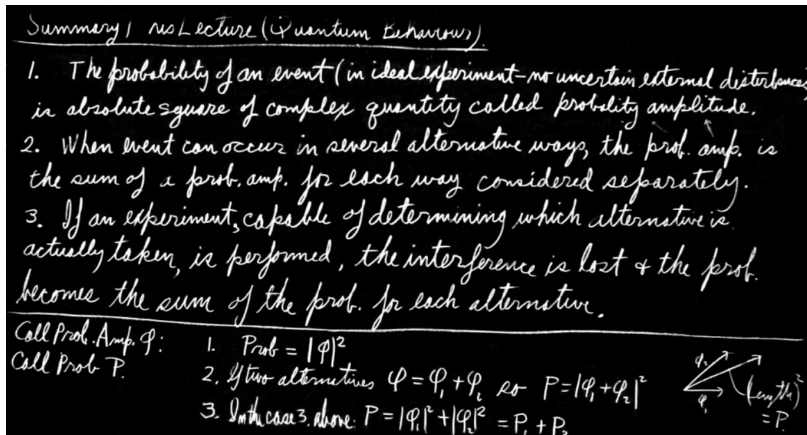 Summary, his Lecture (Quantum Behaviour)
1. The probability of an event (in ideal experiment - no uncertain external disturbances
is absolute square of complex quantity called probality amplitude.
2. When event can occur in several alternative ways, the prob. amp. is
the sum of a prob. amp. for each way considered separately.
3. If an experiment, capable of determining which alternative is
actually taken, is performed, the interference is lost & the prob.
becomes the sum of the prob. for each alternative.
Call Prob. Amp. φ:
Call Prob P.
1. Prob = |φ|²
2. If two alternatives φ = φ₁ + φ₂ so P = |φ₁ + φ₂|²
3. In the case 3. above: P = |φ₁|² + |φ₂|² = P₁ + P₂
φ₂
φ₁
(length)²
= P.